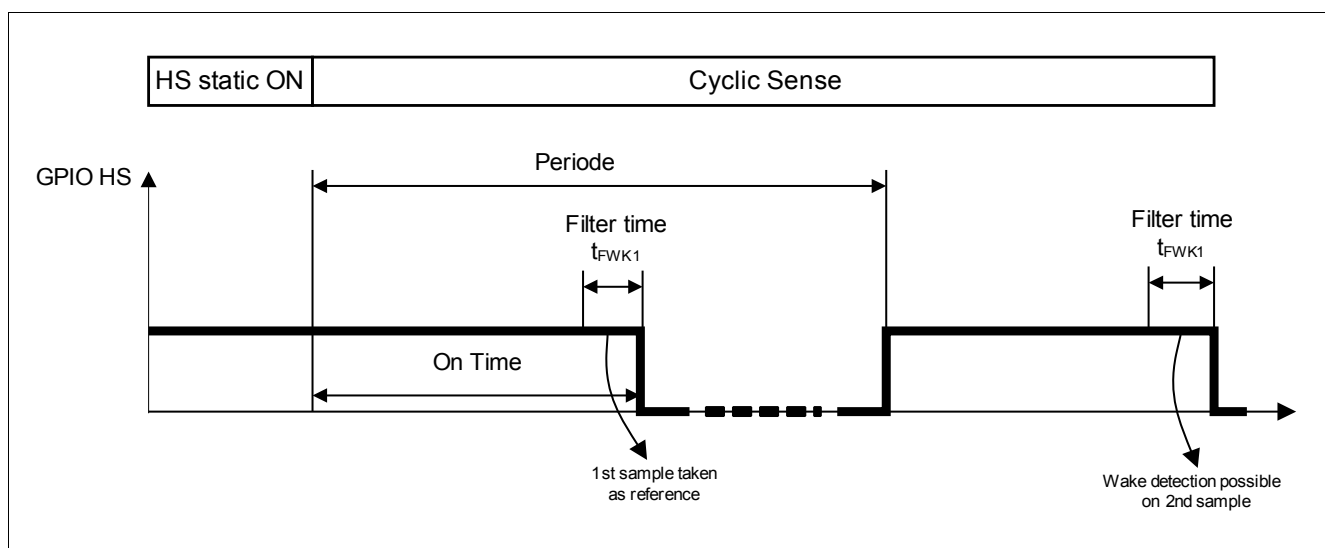 HS static ON
Cyclic Sense
GPIO HS
Periode
Filter time
tFWK1
Filter time
tFWK1
On Time
1st sample taken
as reference
Wake detection possible
on 2nd sample